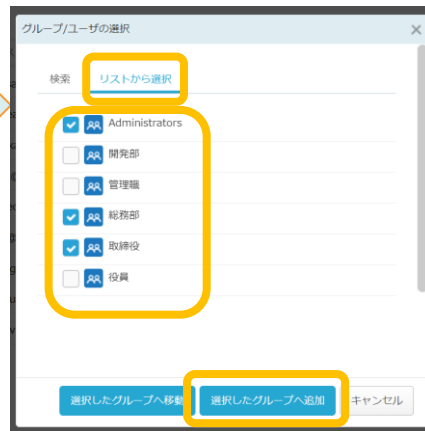 グループ/ユーザの選択
検索 リストから選択
Administrators
開発部
管理職
総務部
取締役
役員
選択したグループへ移動 選択したグループへ追加 キャンセル